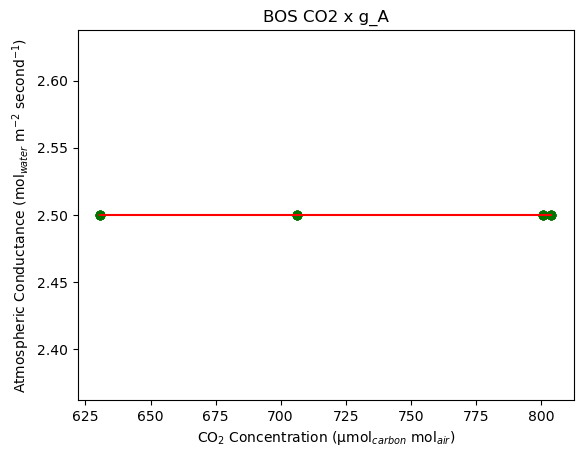 BOS CO2 x g_A
Atmospheric Conductance (mol_water m⁻² second⁻¹)
2.60
2.55
2.50
2.45
2.40
625 650 675 700 725 750 775 800
CO₂ Concentration (μmol_carbon mol_air)